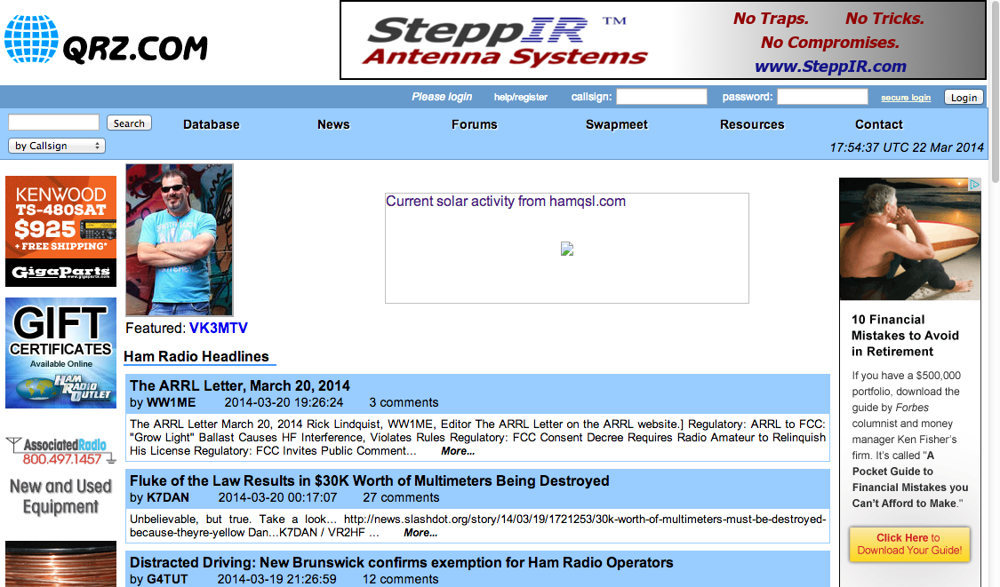 QRZ.COM
SteppIR ™
Antenna Systems
No Traps. No Tricks.
No Compromises.
www.SteppIR.com
Please login help/register callsign: password: secure login Login
Search
by Callsign
Database News Forums Swapmeet Resources Contact
17:54:37 UTC 22 Mar 2014
KENWOOD
TS-480SAT
$925
+ FREE SHIPPING*
GigaParts
www.gigaparts.com
GIFT
CERTIFICATES
Available Online
HAM
RADIO
OUTLET
AssociatedRadio
800.497.1457
New and Used
Equipment
Featured: VK3MTV
Current solar activity from hamqsl.com
Ham Radio Headlines
The ARRL Letter, March 20, 2014
by WW1ME 2014-03-20 19:26:24 3 comments
The ARRL Letter March 20, 2014 Rick Lindquist, WW1ME, Editor The ARRL Letter on the ARRL website.] Regulatory: ARRL to FCC:
"Grow Light" Ballast Causes HF Interference, Violates Rules Regulatory: FCC Consent Decree Requires Radio Amateur to Relinquish
His License Regulatory: FCC Invites Public Comment... More...
Fluke of the Law Results in $30K Worth of Multimeters Being Destroyed
by K7DAN 2014-03-20 00:17:07 27 comments
Unbelievable, but true. Take a look... http://news.slashdot.org/story/14/03/19/1721253/30k-worth-of-multimeters-must-be-destroyed-
because-theyre-yellow Dan...K7DAN / VR2HF ... More...
Distracted Driving: New Brunswick confirms exemption for Ham Radio Operators
by G4TUT 2014-03-19 21:26:59 12 comments
10 Financial
Mistakes to Avoid
in Retirement
If you have a $500,000
portfolio, download the
guide by Forbes
columnist and money
manager Ken Fisher's
firm. It's called "A
Pocket Guide to
Financial Mistakes you
Can't Afford to Make."
Click Here to
Download Your Guide!